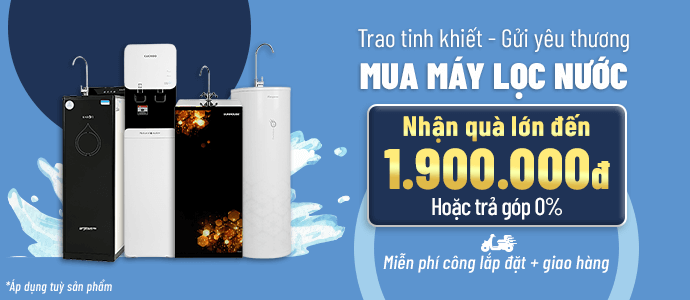 Trao tinh khiết - Gửi yêu thương
MUA MÁY LỌC NƯỚC
Nhận quà lớn đến
1.900.000đ
Hoặc trả góp 0%
Miễn phí công lắp đặt + giao hàng
*Áp dụng tuỳ sản phẩm